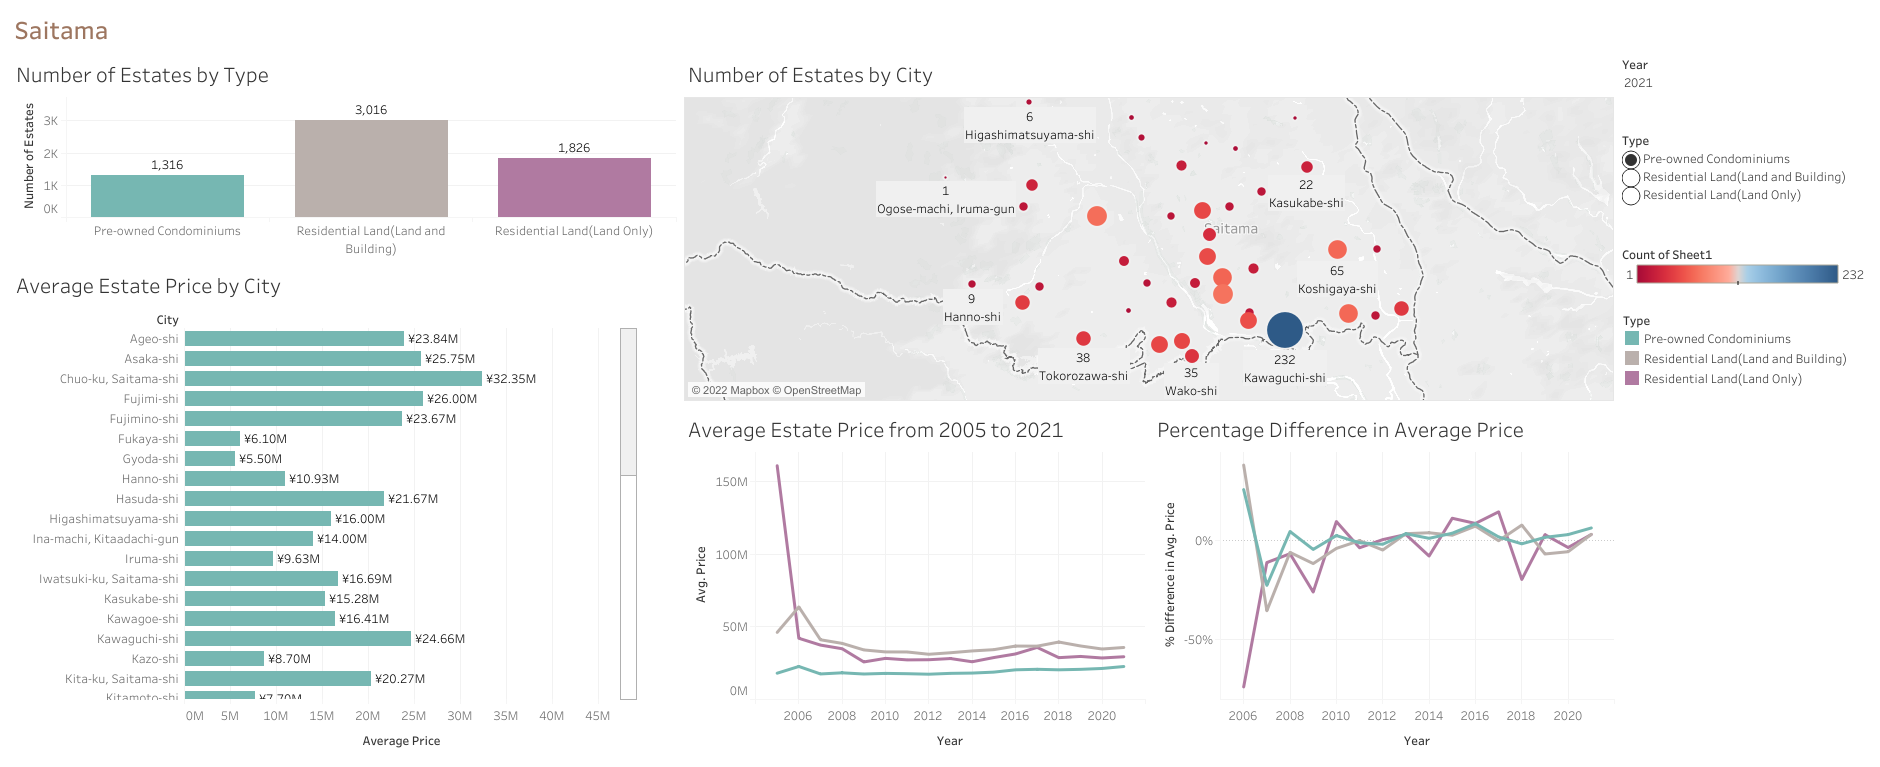 Saitama
Number of Estates by Type
Number of Estates
3K
2K
1K
0K
1,316
3,016
1,826
Pre-owned Condominiums
Residential Land(Land and
Building)
Residential Land(Land Only)
Average Estate Price by City
City
Ageo-shi ¥23.84M
Asaka-shi ¥25.75M
Chuo-ku, Saitama-shi ¥32.35M
Fujimi-shi ¥26.00M
Fujimino-shi ¥23.67M
Fukaya-shi ¥6.10M
Gyoda-shi ¥5.50M
Hanno-shi ¥10.93M
Hasuda-shi ¥21.67M
Higashimatsuyama-shi ¥16.00M
Ina-machi, Kitaadachi-gun ¥14.00M
Iruma-shi ¥9.63M
Iwatsuki-ku, Saitama-shi ¥16.69M
Kasukabe-shi ¥15.28M
Kawagoe-shi ¥16.41M
Kawaguchi-shi ¥24.66M
Kazo-shi ¥8.70M
Kita-ku, Saitama-shi ¥20.27M
Kitamoto-shi ¥7.70M
0M 5M 10M 15M 20M 25M 30M 35M 40M 45M
Average Price
Number of Estates by City
6
Higashimatsuyama-shi
1
Ogose-machi, Iruma-gun
22
Kasukabe-shi
Saitama
65
Koshigaya-shi
9
Hanno-shi
38
Tokorozawa-shi
35
Wako-shi
232
Kawaguchi-shi
© 2022 Mapbox © OpenStreetMap
Average Estate Price from 2005 to 2021
Avg. Price
150M
100M
50M
0M
2006 2008 2010 2012 2014 2016 2018 2020
Year
Percentage Difference in Average Price
% Difference in Avg. Price
0%
-50%
2006 2008 2010 2012 2014 2016 2018 2020
Year
Year
2021
Type
Pre-owned Condominiums
Residential Land(Land and Building)
Residential Land(Land Only)
Count of Sheet1
1 232
Type
Pre-owned Condominiums
Residential Land(Land and Building)
Residential Land(Land Only)